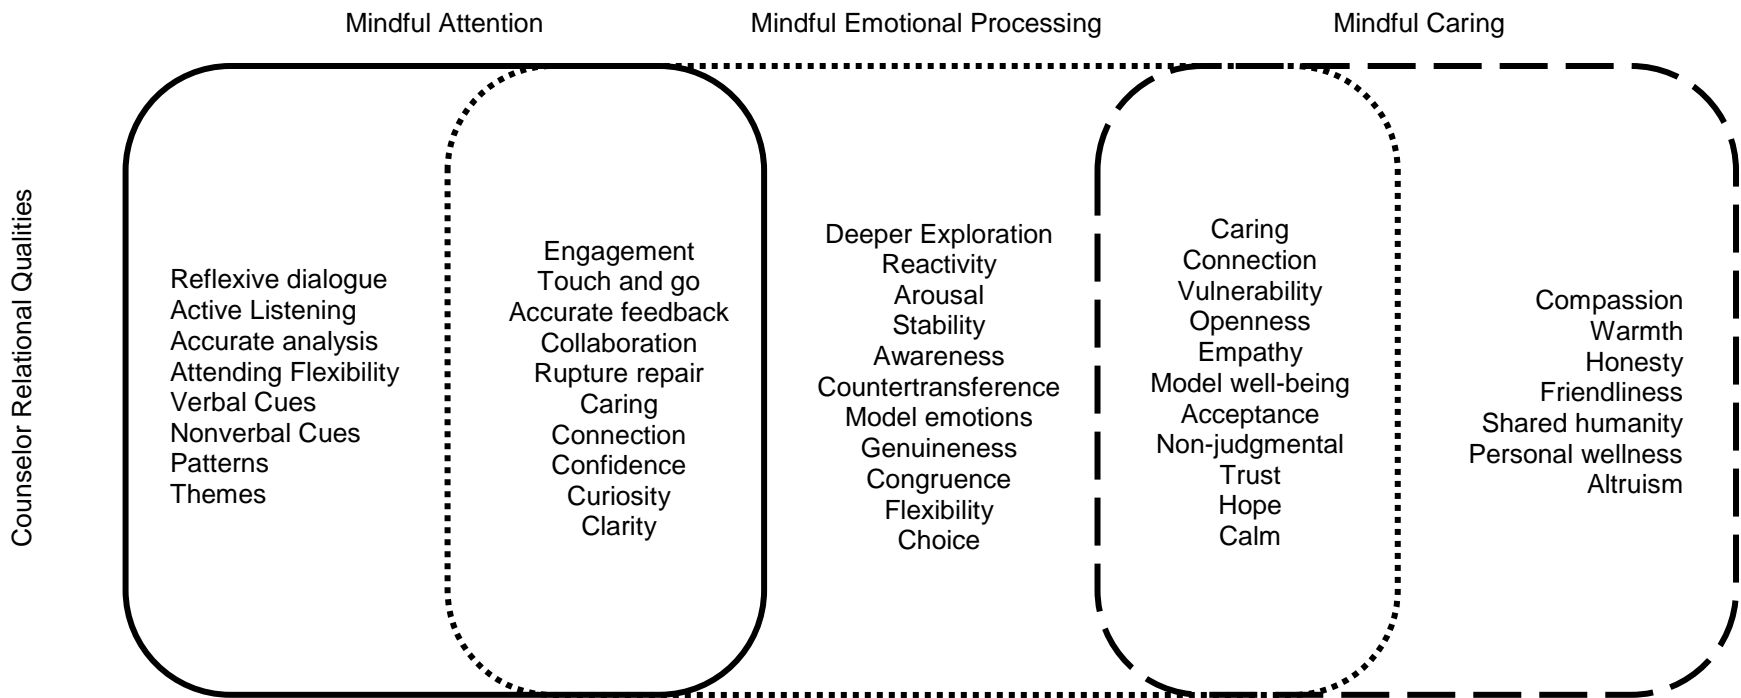 Mindful Attention
Mindful Emotional Processing
Mindful Caring
Counselor Relational Qualities
Reflexive dialogue
Active Listening
Accurate analysis
Attending Flexibility
Verbal Cues
Nonverbal Cues
Patterns
Themes
Engagement
Touch and go
Accurate feedback
Collaboration
Rupture repair
Caring
Connection
Confidence
Curiosity
Clarity
Deeper Exploration
Reactivity
Arousal
Stability
Awareness
Countertransference
Model emotions
Genuineness
Congruence
Flexibility
Choice
Caring
Connection
Vulnerability
Openness
Empathy
Model well-being
Acceptance
Non-judgmental
Trust
Hope
Calm
Compassion
Warmth
Honesty
Friendliness
Shared humanity
Personal wellness
Altruism